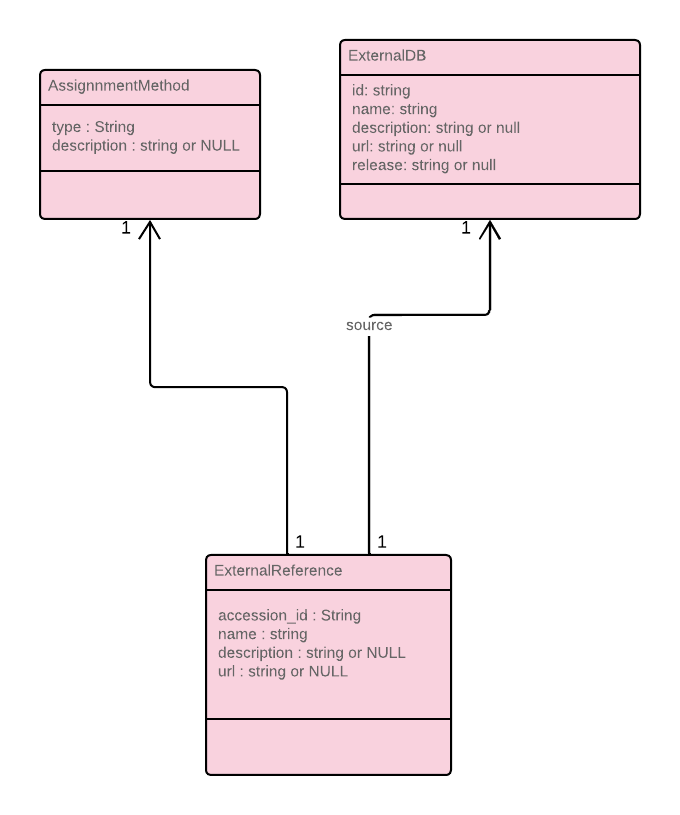 AssignnmentMethod
type : String
description : string or NULL
1
ExternalDB
id: string
name: string
description: string or null
url: string or null
release: string or null
1
source
1
1
ExternalReference
accession_id : String
name : string
description : string or NULL
url : string or NULL